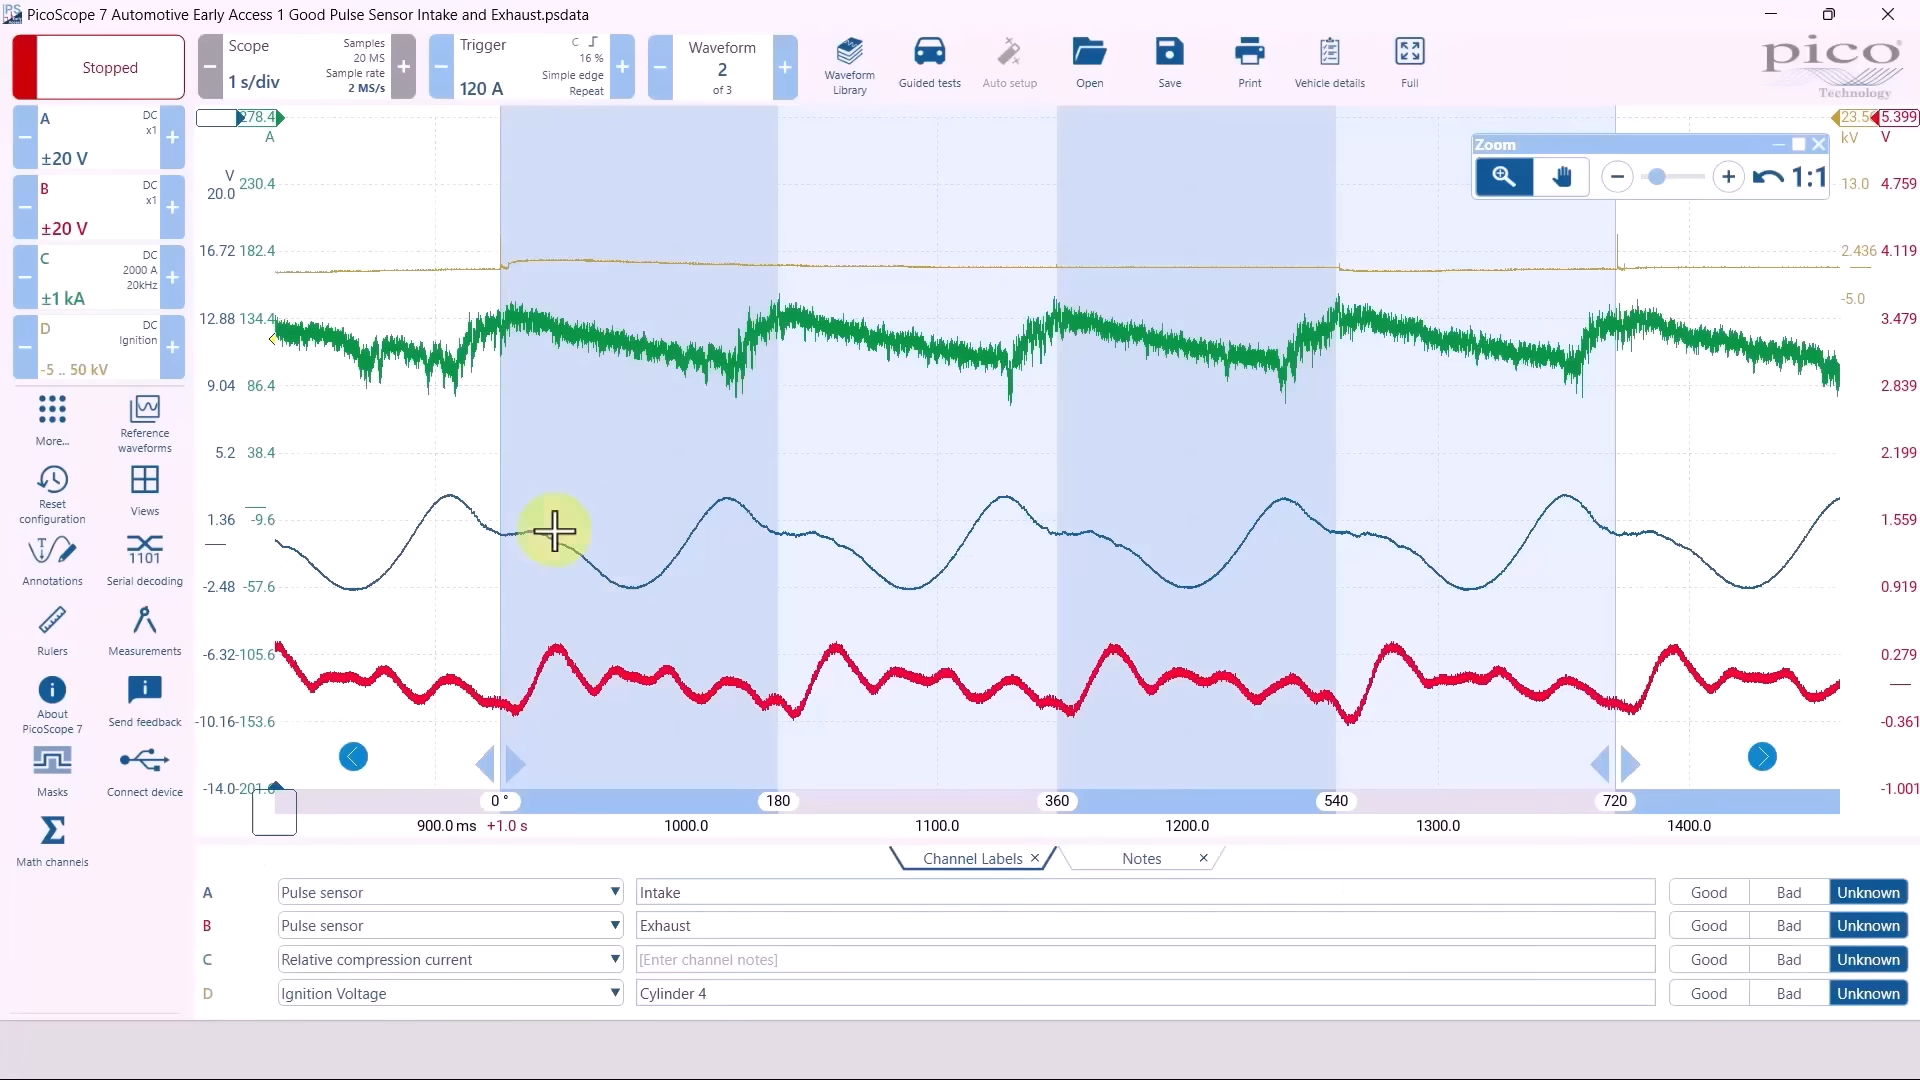 PicoScope 7 Automotive Early Access 1 Good Pulse Sensor Intake and Exhaust.psdata
Stopped
Scope
1 s/div
Samples
20 MS
Sample rate
2 MS/s
Trigger
120 A
C
16 %
Simple edge
Repeat
Waveform
2
of 3
Waveform
Library
Guided tests
Auto setup
Open
Save
Print
Vehicle details
Full
pico
Technology
A
DC
x1
±20 V
B
DC
x1
±20 V
C
DC
2000 A
20kHz
±1 kA
D
DC
Ignition
-5 .. 50 kV
More...
Reference
waveforms
Reset
configuration
Views
Annotations
1101
Serial decoding
Rulers
Measurements
About
PicoScope 7
Send feedback
Masks
Connect device
Math channels
278.4
A
V
20.0 230.4
16.72 182.4
12.88 134.4
9.04 86.4
5.2 38.4
1.36 -9.6
-2.48 -57.6
-6.32 -105.6
-10.16 -153.6
-14.0 -201.6
Zoom
1:1
5.399
kV V
13.0 4.759
2.436 4.119
-5.0
3.479
2.839
2.199
1.559
0.919
0.279
-0.361
-1.001
0 ° 180 360 540 720
900.0 ms +1.0 s 1000.0 1100.0 1200.0 1300.0 1400.0
Channel Labels
Notes
A Pulse sensor Intake Good Bad Unknown
B Pulse sensor Exhaust Good Bad Unknown
C Relative compression current [Enter channel notes] Good Bad Unknown
D Ignition Voltage Cylinder 4 Good Bad Unknown